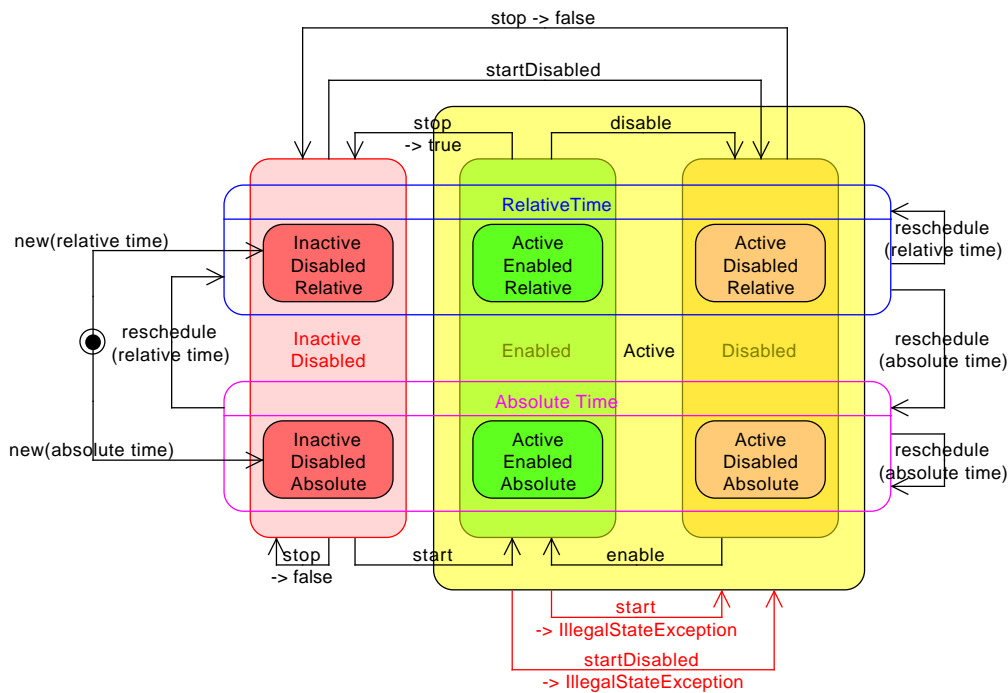 stop -> false
startDisabled
stop
-> true
disable
RelativeTime
new(relative time)
Inactive
Disabled
Relative
Active
Enabled
Relative
Active
Disabled
Relative
reschedule
(relative time)
reschedule
(relative time)
Inactive
Disabled
Enabled
Active
Disabled
reschedule
(absolute time)
Absolute Time
new(absolute time)
Inactive
Disabled
Absolute
Active
Enabled
Absolute
Active
Disabled
Absolute
reschedule
(absolute time)
stop
-> false
start
enable
start
-> IllegalStateException
startDisabled
-> IllegalStateException